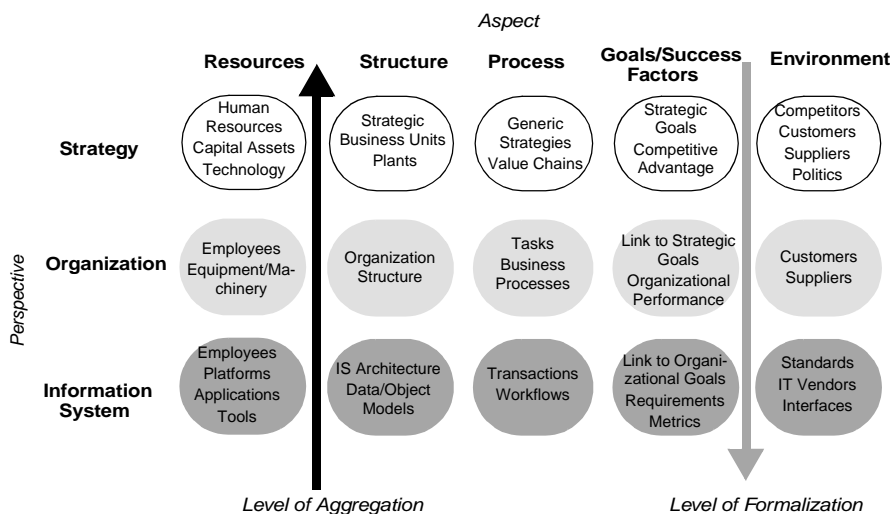 Aspect
Resources
Structure
Process
Goals/Success
Factors
Environment
Perspective
Strategy
Human
Resources
Capital Assets
Technology
Strategic
Business Units
Plants
Generic
Strategies
Value Chains
Strategic
Goals
Competitive
Advantage
Competitors
Customers
Suppliers
Politics
Organization
Employees
Equipment/Ma-
chinery
Organization
Structure
Tasks
Business
Processes
Link to Strategic
Goals
Organizational
Performance
Customers
Suppliers
Information
System
Employees
Platforms
Applications
Tools
IS Architecture
Data/Object
Models
Transactions
Workflows
Link to Organi-
zational Goals
Requirements
Metrics
Standards
IT Vendors
Interfaces
Level of Aggregation
Level of Formalization